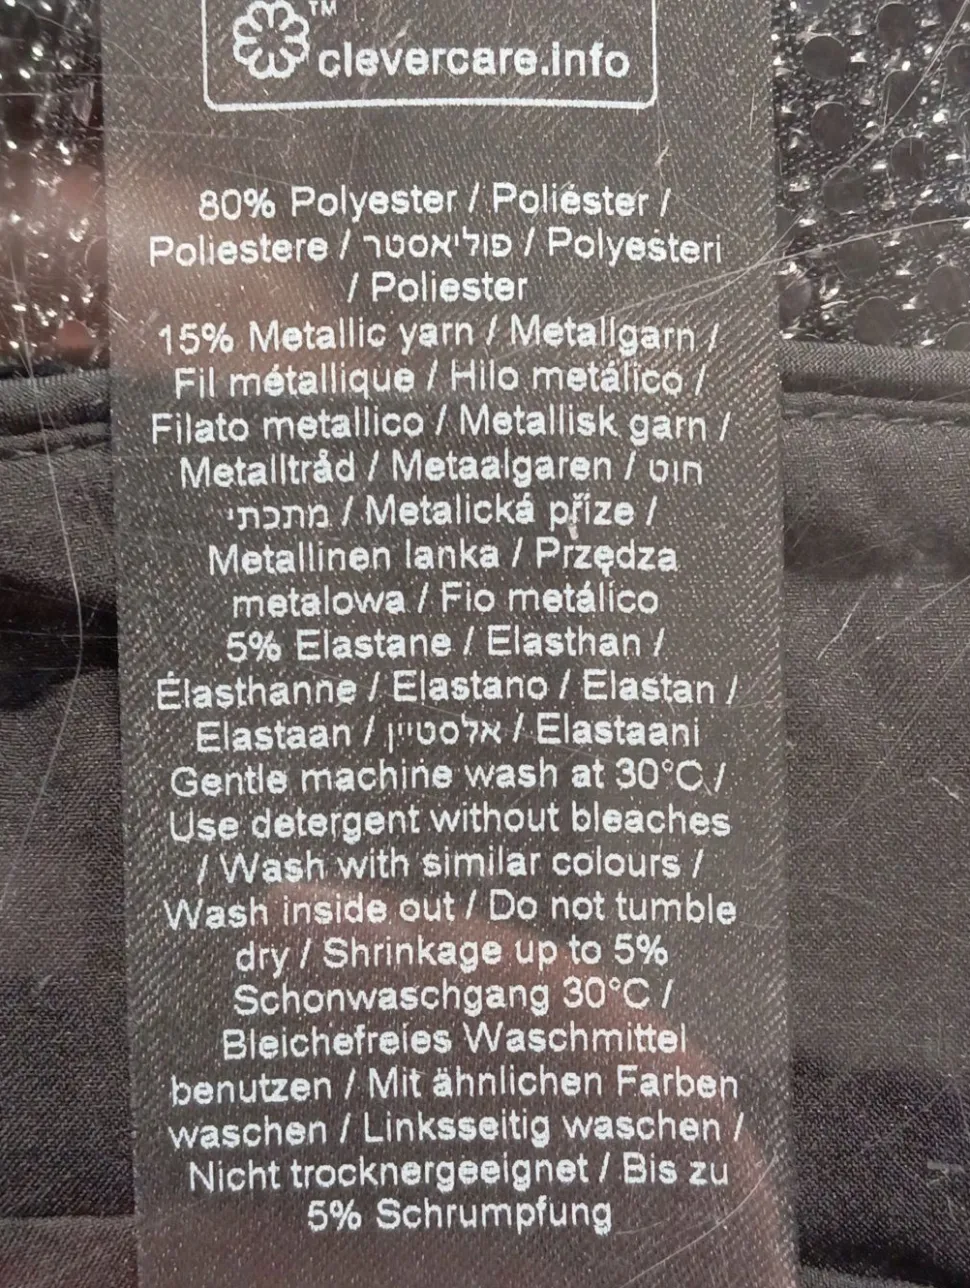 TM
clevercare.info
80% Polyester / Poliéster /
Poliestere / פוליאסטר / Polyesteri
/ Poliester
15% Metallic yarn / Metallgarn /
Fil métallique / Hilo metálico /
Filato metallico / Metallisk garn /
Metalltråd / Metaalgaren / חוט
מתכתי / Metalická příze /
Metallinen lanka / Przędza
metalowa / Fio metálico
5% Elastane / Elasthan /
Élasthanne / Elastano / Elastan /
Elastaan / אלסטיין / Elastaani
Gentle machine wash at 30°C /
Use detergent without bleaches
/ Wash with similar colours /
Wash inside out / Do not tumble
dry / Shrinkage up to 5%
Schonwaschgang 30°C /
Bleichefreies Waschmittel
benutzen / Mit ähnlichen Farben
waschen / Linksseitig waschen /
Nicht trocknergeeignet / Bis zu
5% Schrumpfung